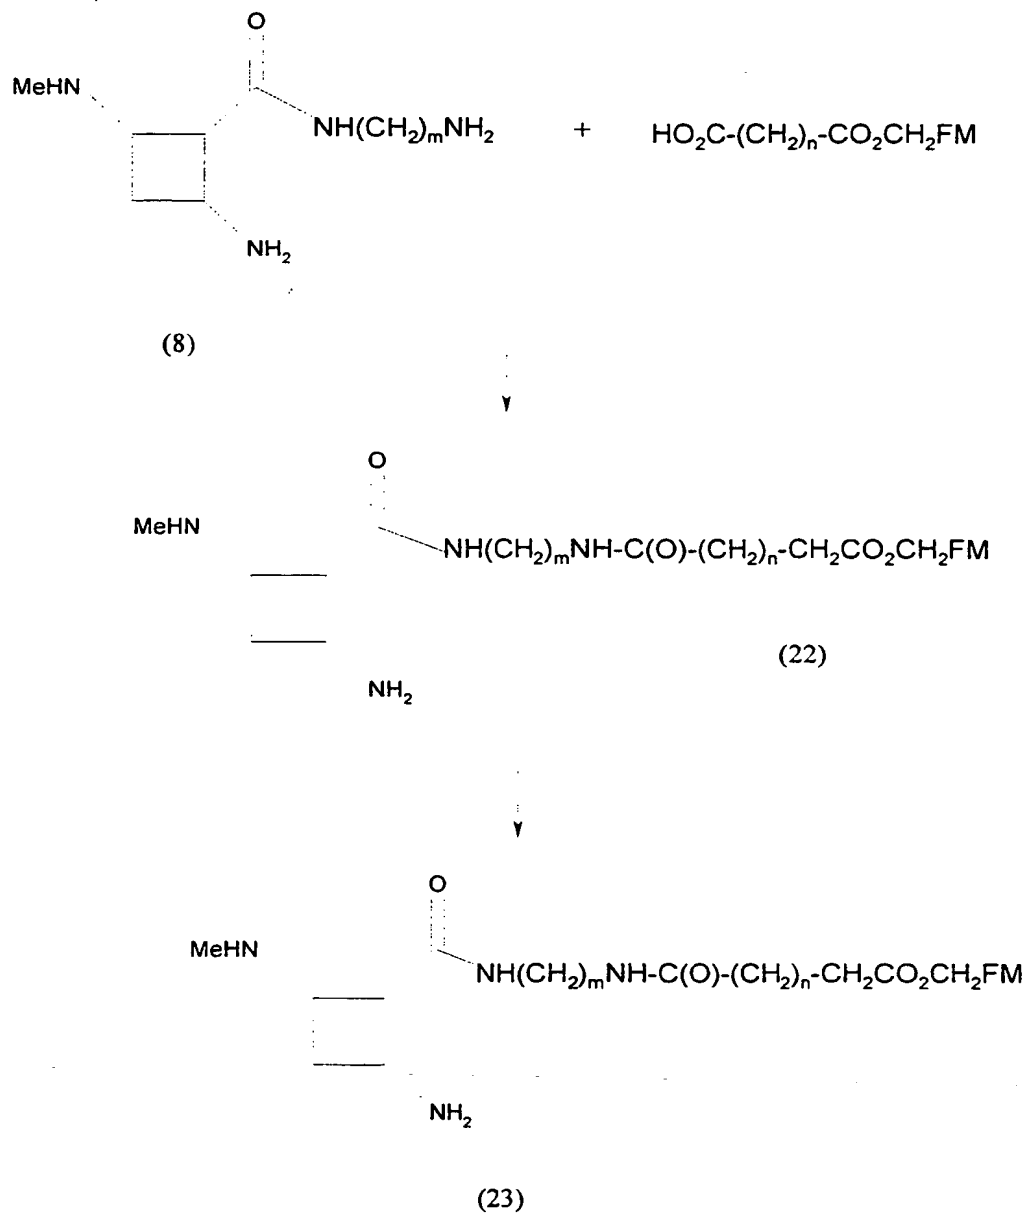 O
MeHN
NH(CH₂)ₘNH₂ + HO₂C-(CH₂)ₙ-CO₂CH₂FM
NH₂
(8)
O
MeHN
NH(CH₂)ₘNH-C(O)-(CH₂)ₙ-CH₂CO₂CH₂FM
(22)
NH₂
O
MeHN
NH(CH₂)ₘNH-C(O)-(CH₂)ₙ-CH₂CO₂CH₂FM
NH₂
(23)